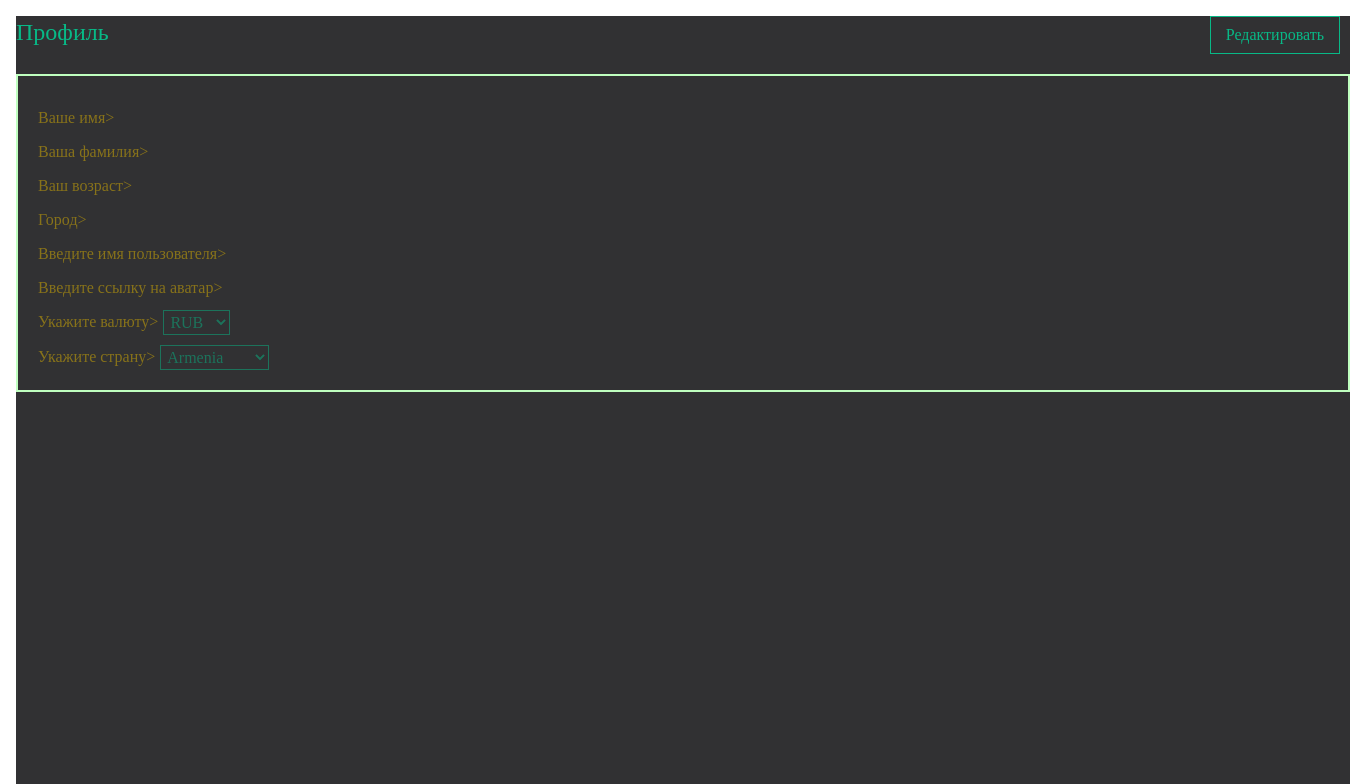 Профиль
Редактировать
Ваше имя>
Ваша фамилия>
Ваш возраст>
Город>
Введите имя пользователя>
Введите ссылку на аватар>
Укажите валюту> RUB
Укажите страну> Armenia